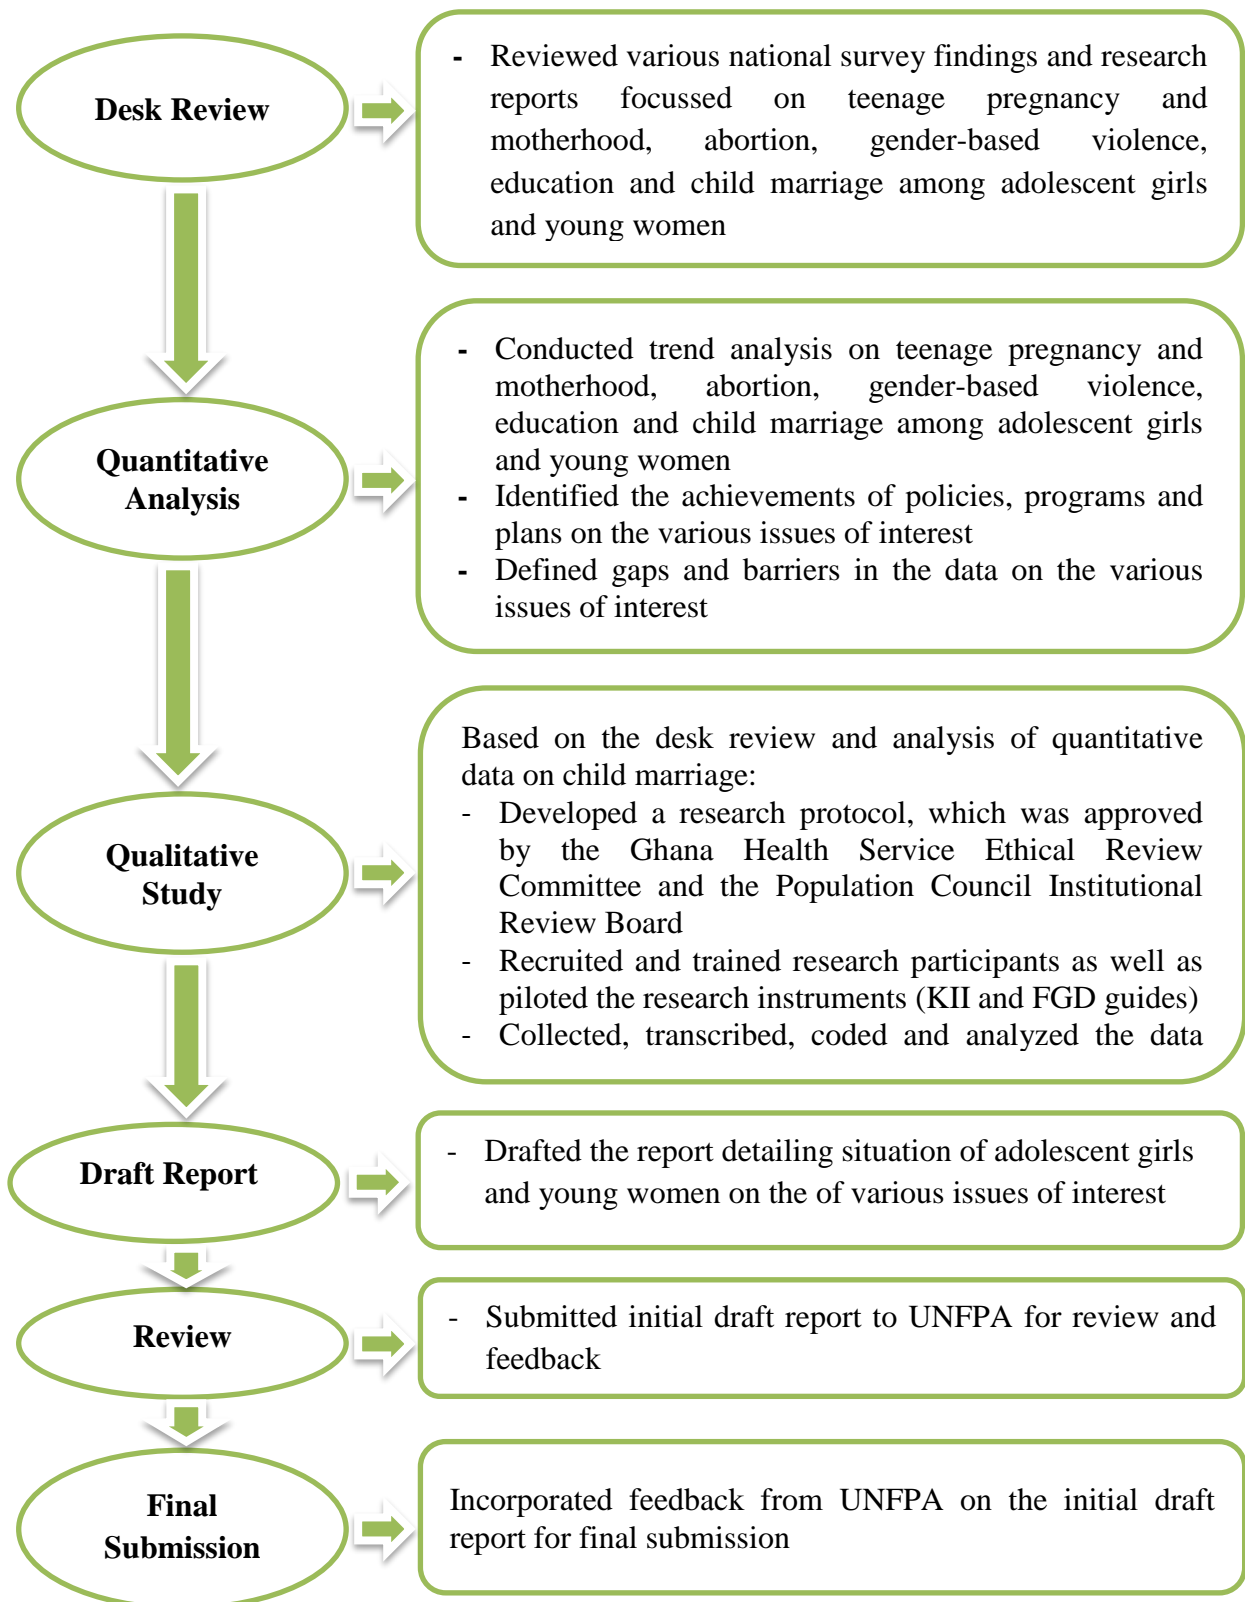 Desk Review
- Reviewed various national survey findings and research
reports focussed on teenage pregnancy and
motherhood, abortion, gender-based violence,
education and child marriage among adolescent girls
and young women
Quantitative
Analysis
- Conducted trend analysis on teenage pregnancy and
motherhood, abortion, gender-based violence,
education and child marriage among adolescent girls
and young women
- Identified the achievements of policies, programs and
plans on the various issues of interest
- Defined gaps and barriers in the data on the various
issues of interest
Qualitative
Study
Based on the desk review and analysis of quantitative
data on child marriage:
- Developed a research protocol, which was approved
by the Ghana Health Service Ethical Review
Committee and the Population Council Institutional
Review Board
- Recruited and trained research participants as well as
piloted the research instruments (KII and FGD guides)
- Collected, transcribed, coded and analyzed the data
Draft Report
- Drafted the report detailing situation of adolescent girls
and young women on the of various issues of interest
Review
- Submitted initial draft report to UNFPA for review and
feedback
Final
Submission
Incorporated feedback from UNFPA on the initial draft
report for final submission